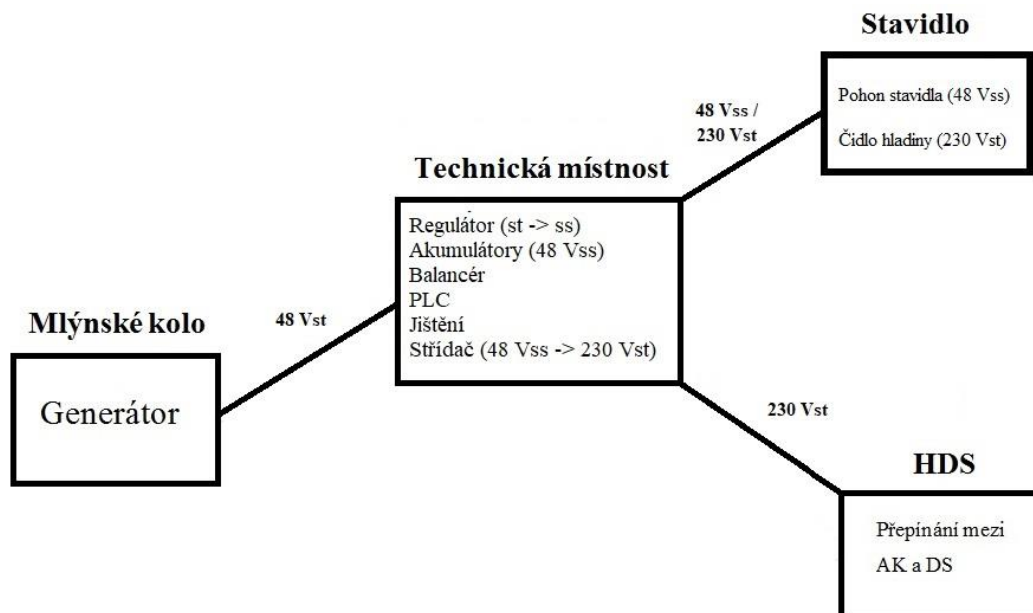 Stavidlo
Pohon stavidla (48 Vss)
Čidlo hladiny (230 Vst)
48 Vss /
230 Vst
Technická místnost
Regulátor (st -> ss)
Akumulátory (48 Vss)
Balancér
PLC
Jištění
Střídač (48 Vss -> 230 Vst)
48 Vst
Mlýnské kolo
Generátor
230 Vst
HDS
Přepínání mezi
AK a DS